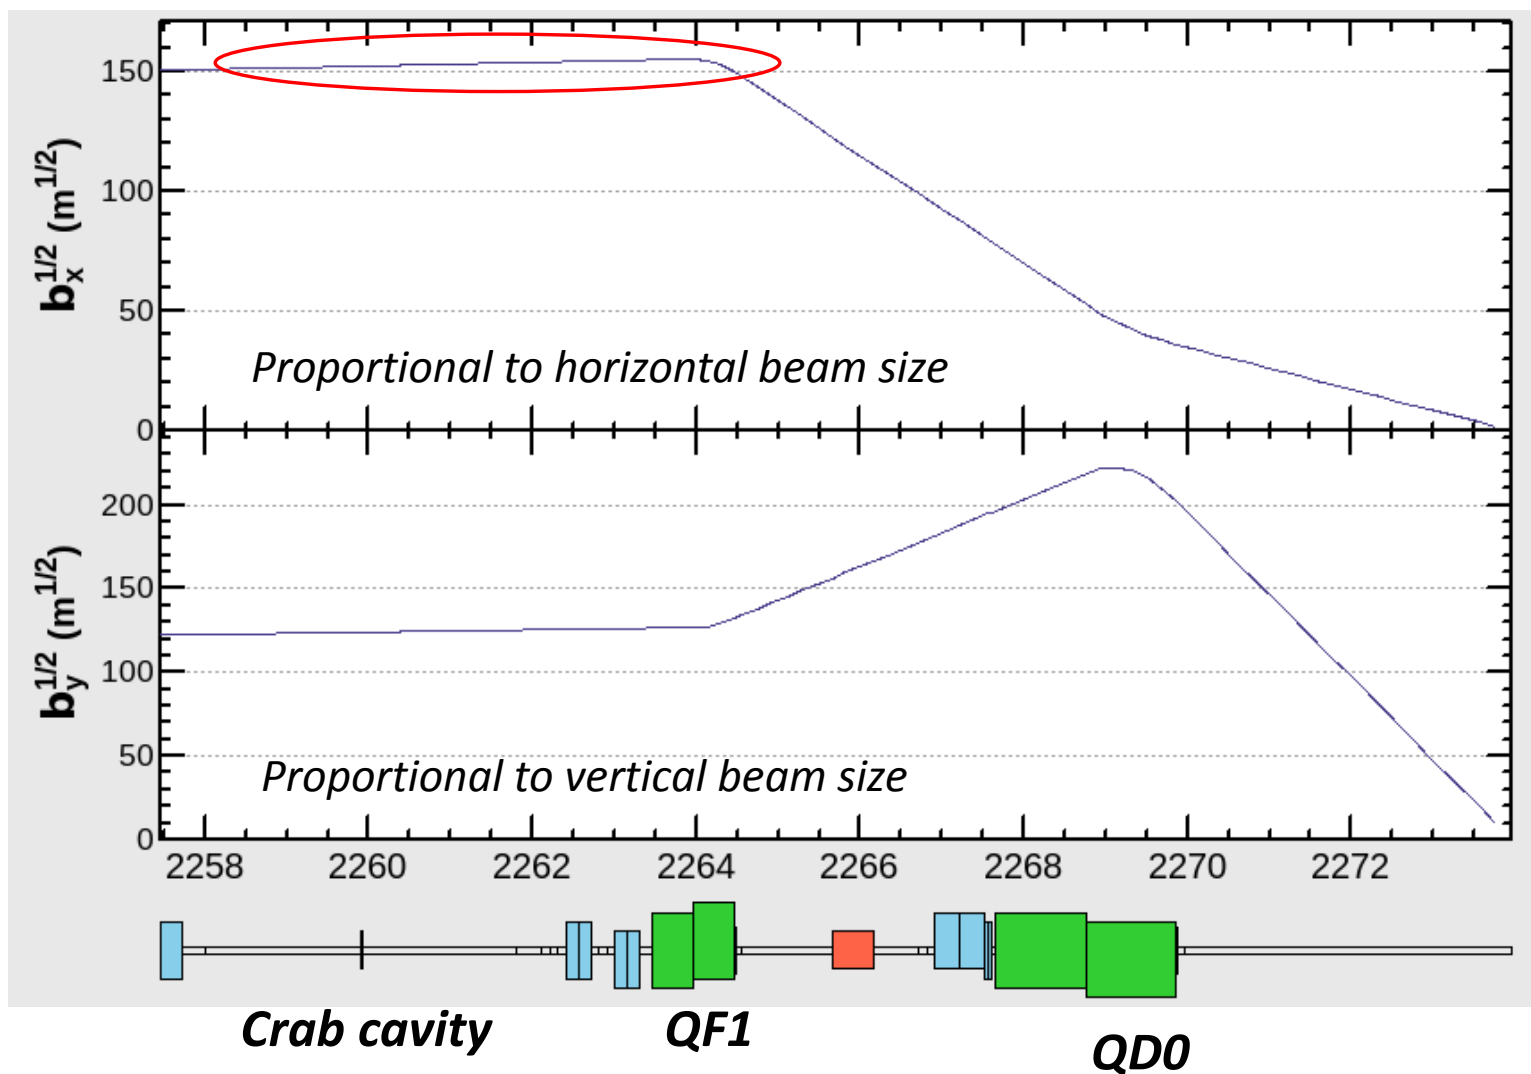 150
100
50
0
b_x^1/2 (m^1/2)
Proportional to horizontal beam size
200
150
100
50
0
b_y^1/2 (m^1/2)
Proportional to vertical beam size
2258 2260 2262 2264 2266 2268 2270 2272
Crab cavity QF1 QD0